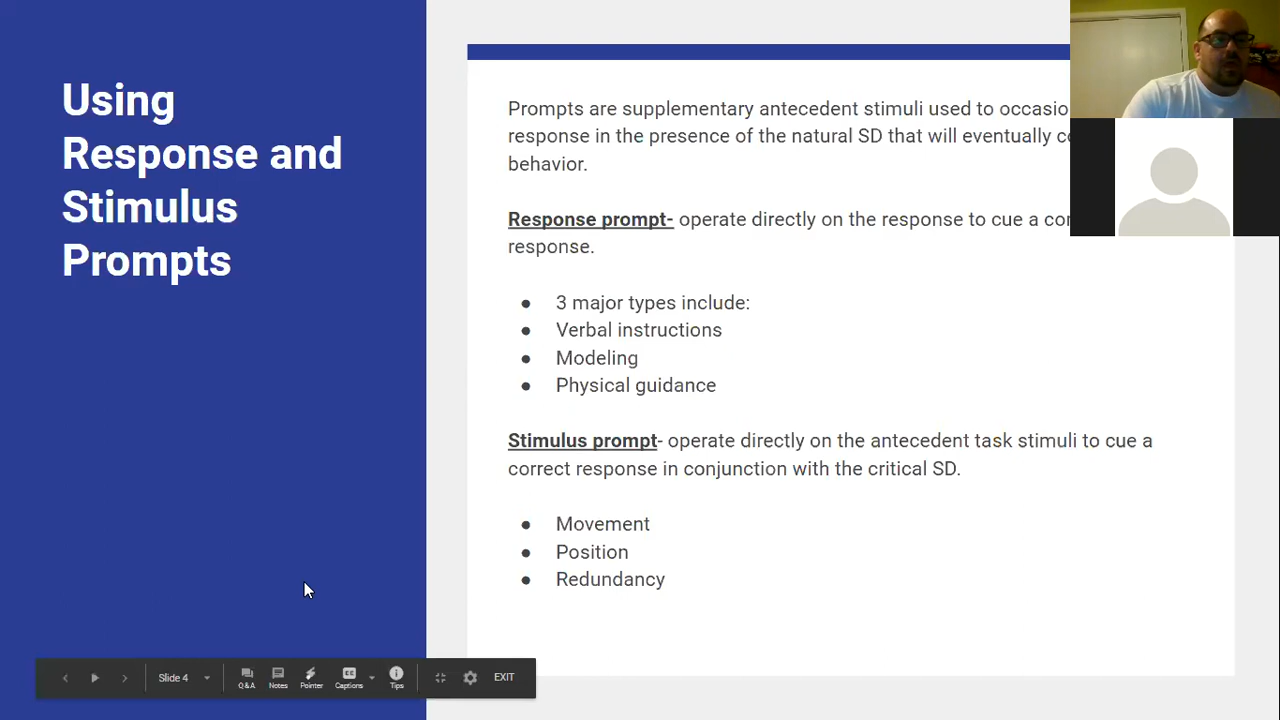 Using
Response and
Stimulus
Prompts
Prompts are supplementary antecedent stimuli used to
response in the presence of the natural SD that will eventually
behavior.
Response prompt- operate directly on the response to cue a
response.
● 3 major types include:
● Verbal instructions
● Modeling
● Physical guidance
Stimulus prompt- operate directly on the antecedent task stimuli to cue a
correct response in conjunction with the critical SD.
● Movement
● Position
● Redundancy
Slide 4
Q&A
Notes
Pointer
CC
Captions
Tips
EXIT